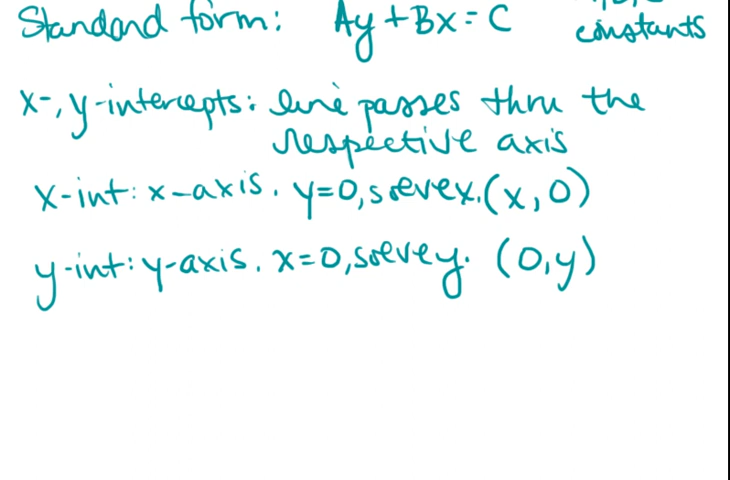 Standard form: Ay + Bx = C
constants
x-, y-intercepts: line passes thru the
respective axis
x-int: x-axis. y=0, solve x. (x, 0)
y-int: y-axis. x=0, solve y. (0, y)